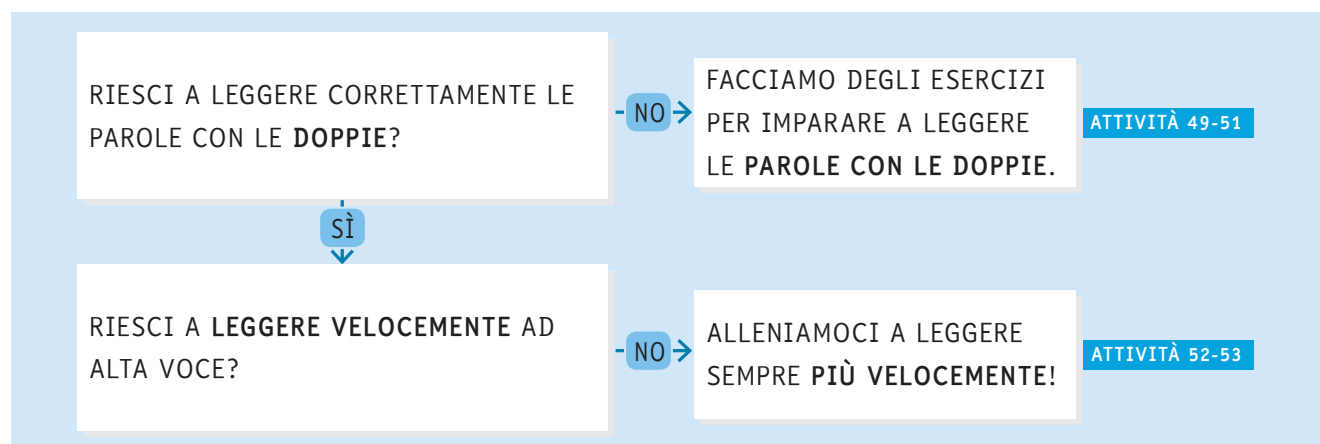 RIESCI A LEGGERE CORRETTAMENTE LE
PAROLE CON LE DOPPIE?
NO
FACCIAMO DEGLI ESERCIZI
PER IMPARARE A LEGGERE
LE PAROLE CON LE DOPPIE.
ATTIVITÀ 49-51
SÌ
RIESCI A LEGGERE VELOCEMENTE AD
ALTA VOCE?
NO
ALLENIAMOCI A LEGGERE
SEMPRE PIÙ VELOCEMENTE!
ATTIVITÀ 52-53